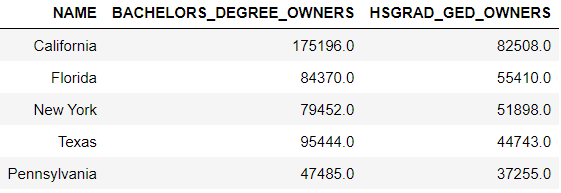 NAME BACHELORS_DEGREE_OWNERS HSGRAD_GED_OWNERS
California 175196.0 82508.0
Florida 84370.0 55410.0
New York 79452.0 51898.0
Texas 95444.0 44743.0
Pennsylvania 47485.0 37255.0